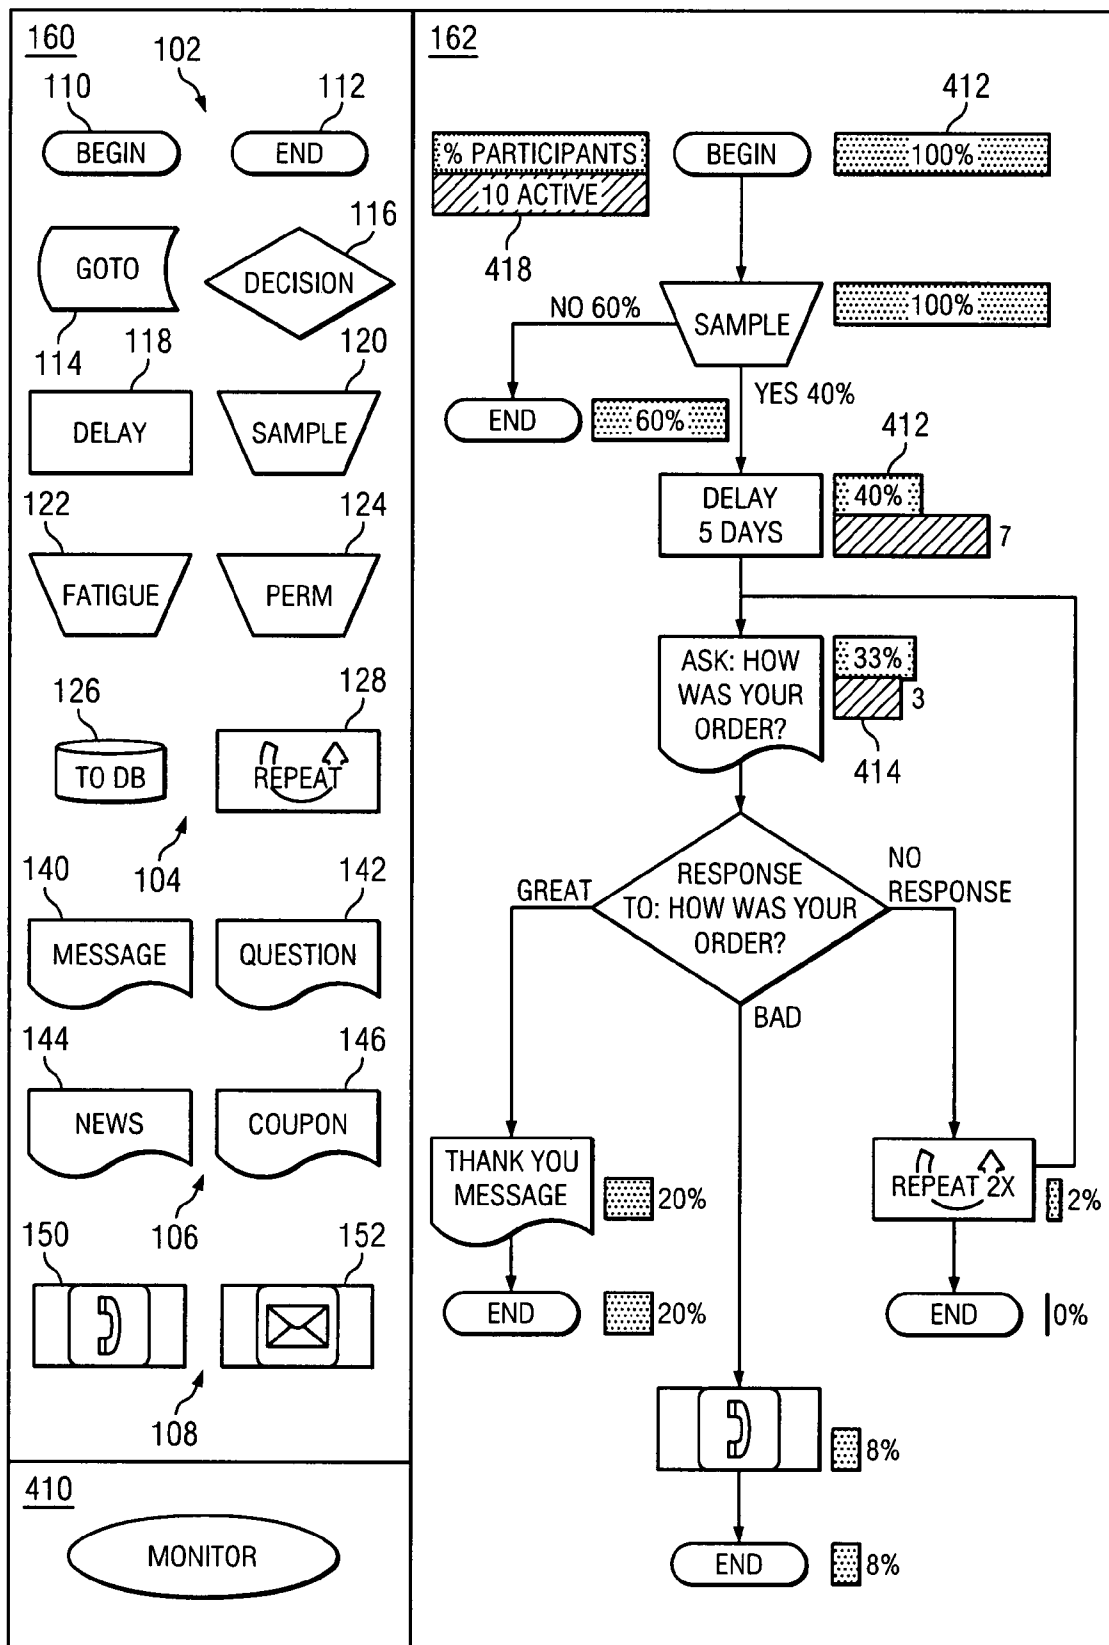 160
102
110
112
BEGIN
END
116
GOTO
DECISION
114
118
120
DELAY
SAMPLE
122
124
FATIGUE
PERM
126
128
TO DB
REPEAT
104
140
142
MESSAGE
QUESTION
144
146
NEWS
COUPON
106
150
152
108
410
MONITOR
162
412
% PARTICIPANTS
BEGIN
100%
10 ACTIVE
418
NO 60%
SAMPLE
100%
YES 40%
END
60%
412
DELAY
5 DAYS
40%
7
ASK: HOW
WAS YOUR
ORDER?
33%
3
414
GREAT
RESPONSE
TO: HOW WAS YOUR
ORDER?
NO
RESPONSE
BAD
THANK YOU
MESSAGE
20%
REPEAT 2X
2%
END
20%
END
0%
8%
END
8%